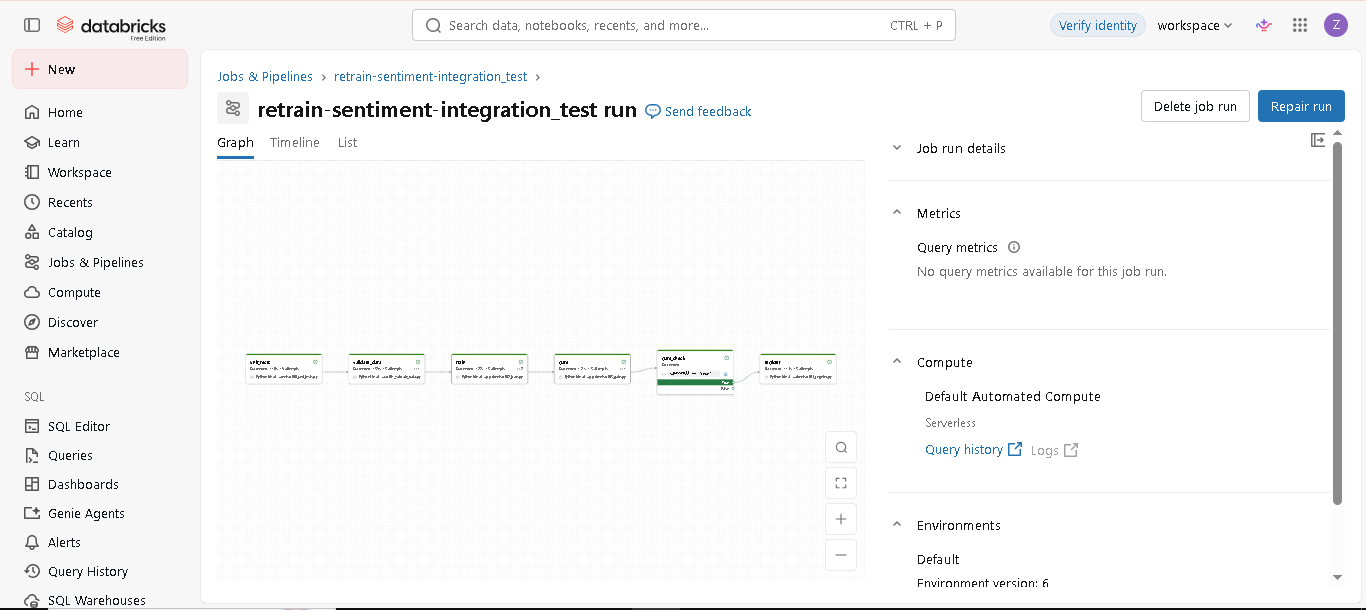 databricks
Free Edition
Search data, notebooks, recents, and more...
CTRL + P
Verify identity
workspace
Z
New
Home
Learn
Workspace
Recents
Catalog
Jobs & Pipelines
Compute
Discover
Marketplace
SQL
SQL Editor
Queries
Dashboards
Genie Agents
Alerts
Query History
SQL Warehouses
Jobs & Pipelines › retrain-sentiment-integration_test ›
retrain-sentiment-integration_test run
Send feedback
Delete job run
Repair run
Graph
Timeline
List
Job run details
Metrics
Query metrics
No query metrics available for this job run.
Compute
Default Automated Compute
Serverless
Query history
Logs
Environments
Default
Environment version: 6